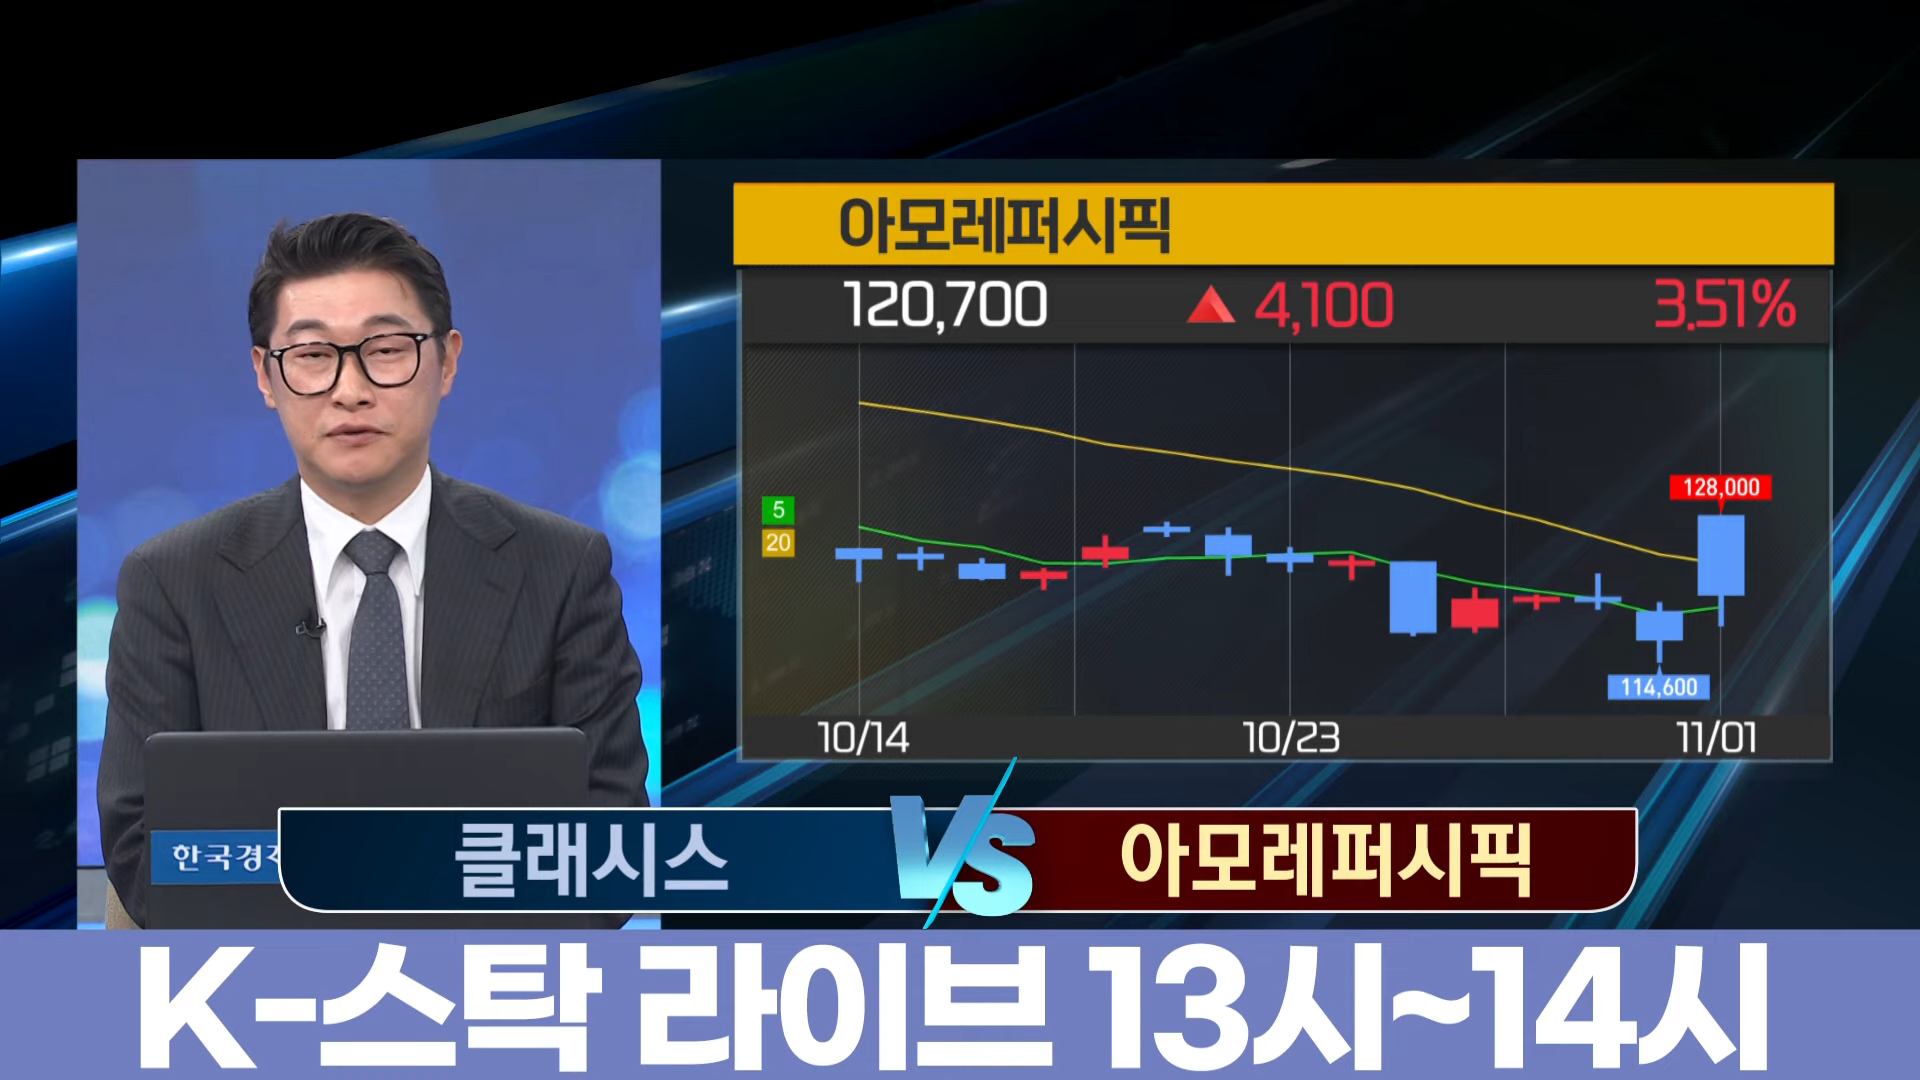 아모레퍼시픽
120,700 ▲ 4,100 3.51%
5
20
128,000
114,600
10/14 10/23 11/01
한국경
클래시스 VS 아모레퍼시픽
K-스탁 라이브 13시~14시